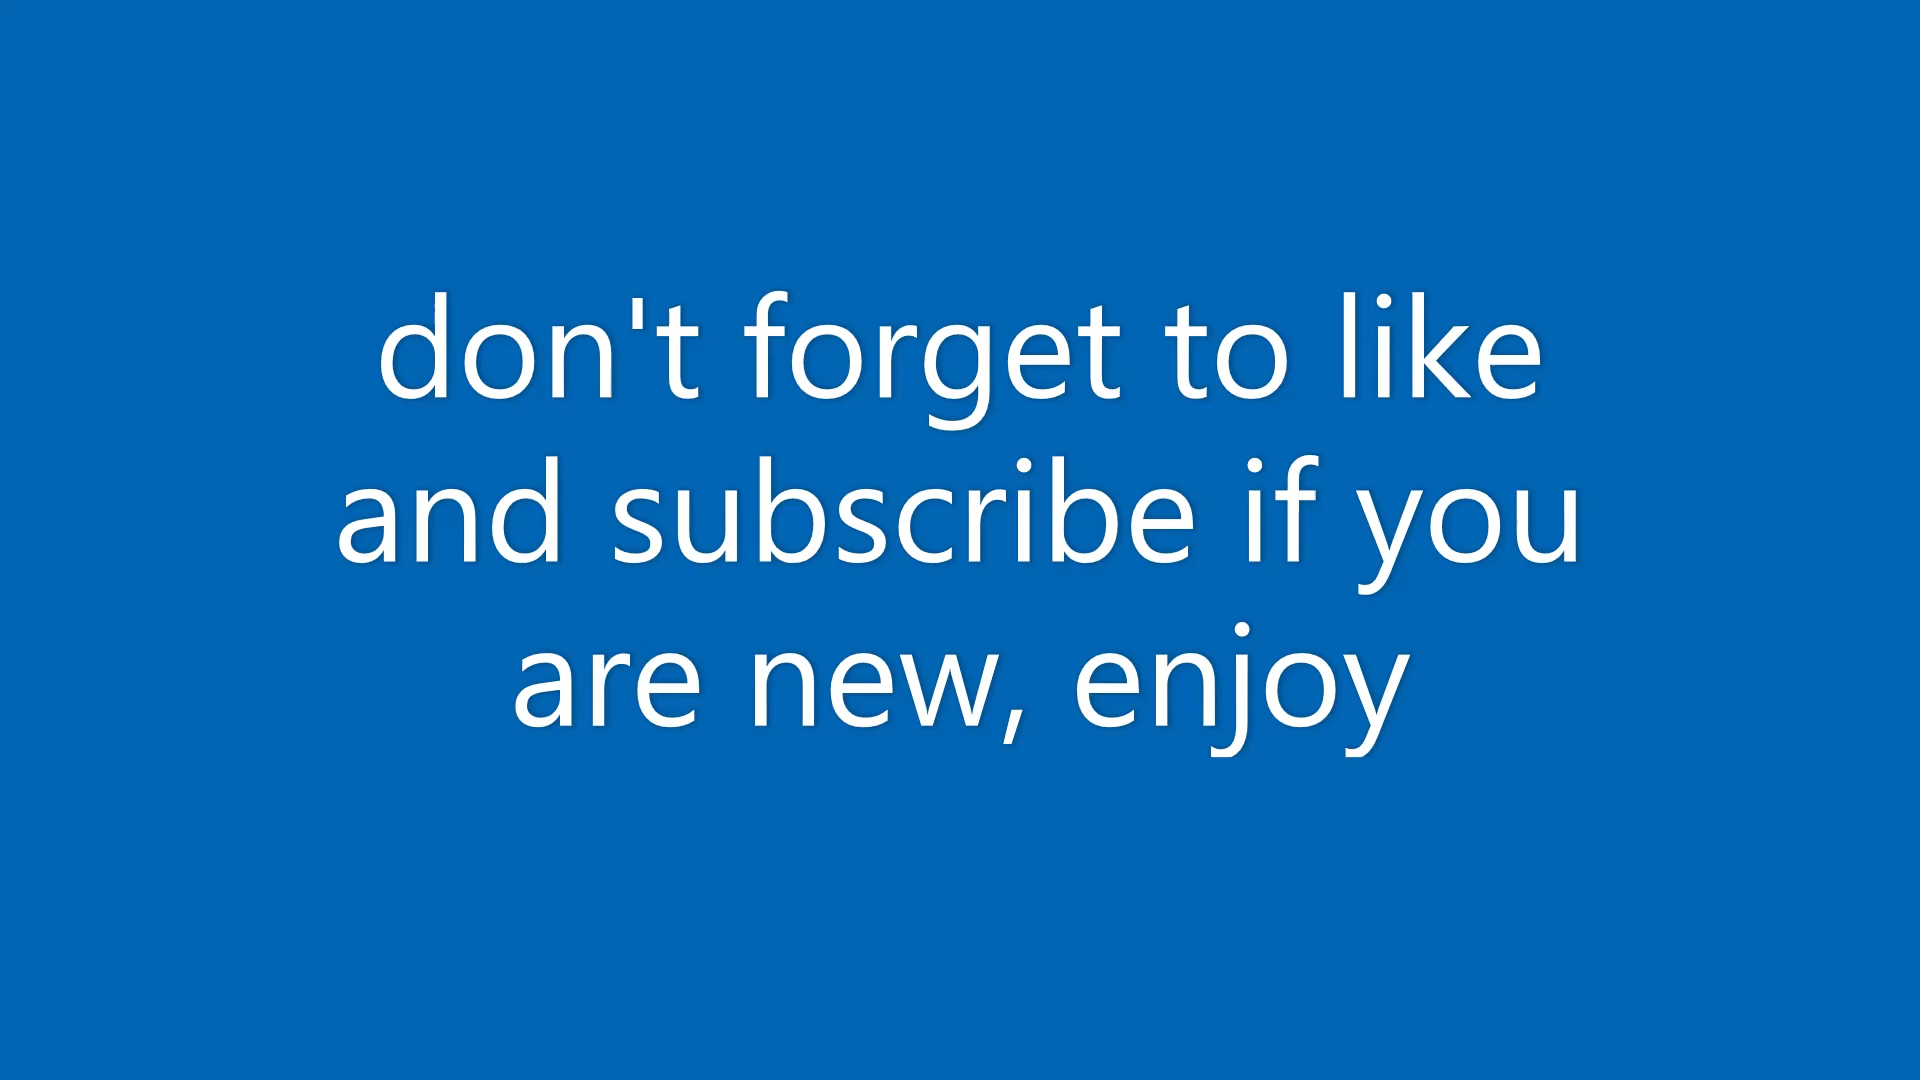 don't forget to like
and subscribe if you
are new, enjoy